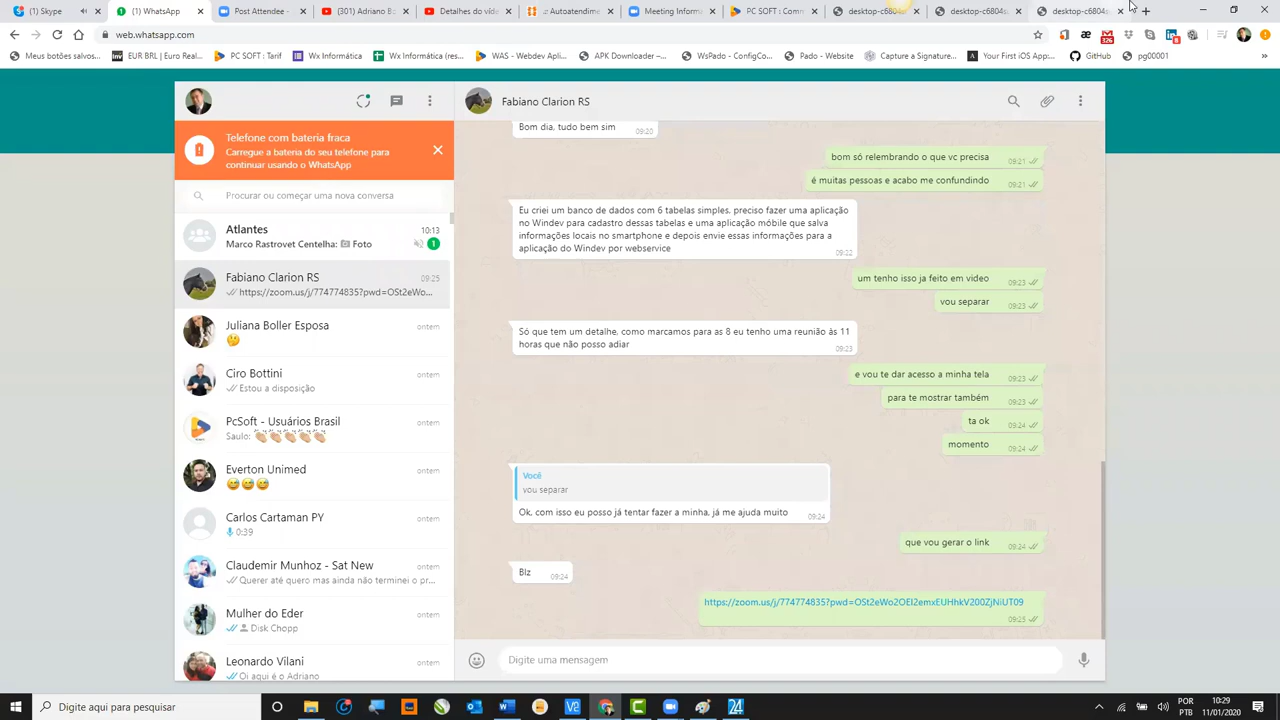 (1) Skype
(1) WhatsApp
Post Attendee -
(301) Adriano B
Detalhes do víd
Autoatendime
Meeting Inform
PC SOFT : Comm
desktop-c6804s
desktop-c6804s
desktop-c6804s
web.whatsapp.com
326
Meus botões salvos...
EUR BRL | Euro Real...
PC SOFT : Tarif
Wx Informática
Wx Informática (res...
WAS - Webdev Apli...
APK Downloader –...
WsPado - ConfigCo...
Pado - Website
Capture a Signature...
Your First iOS App:...
GitHub
pg00001
Telefone com bateria fraca
Carregue a bateria do seu telefone para
continuar usando o WhatsApp
Procurar ou começar uma nova conversa
Atlantes 10:13
Marco Rastrovet Centelha: Foto 1
Fabiano Clarion RS 09:25
https://zoom.us/j/774774835?pwd=OSt2eWo...
Juliana Boller Esposa ontem
Ciro Bottini ontem
Estou a disposição
PcSoft - Usuários Brasil ontem
Saulo:
Everton Unimed ontem
Carlos Cartaman PY ontem
0:39
Claudemir Munhoz - Sat New ontem
Querer até quero mas ainda não terminei o pr...
Mulher do Eder ontem
Disk Chopp
Leonardo Vilani ontem
Oi aqui é o Adriano
Fabiano Clarion RS
Bom dia, tudo bem sim 09:20
bom só relembrando o que vc precisa 09:21
é muitas pessoas e acabo me confundindo 09:21
Eu criei um banco de dados com 6 tabelas simples, preciso fazer uma aplicação
no Windev para cadastro dessas tabelas e uma aplicação móbile que salva
informações locais no smartphone e depois envie essas informações para a
aplicação do Windev por webservice 09:22
um tenho isso ja feito em video 09:23
vou separar 09:23
Só que tem um detalhe, como marcamos para as 8 eu tenho uma reunião às 11
horas que não posso adiar 09:23
e vou te dar acesso a minha tela 09:23
para te mostrar também 09:23
ta ok 09:24
momento 09:24
Você
vou separar
Ok, com isso eu posso já tentar fazer a minha, já me ajuda muito 09:24
que vou gerar o link 09:24
Blz 09:24
https://zoom.us/j/774774835?pwd=OSt2eWo2OEI2emxEUHhkV200ZjNiUT09
09:25
Digite uma mensagem
Digite aqui para pesquisar
POR
PTB
10:29
11/01/2020